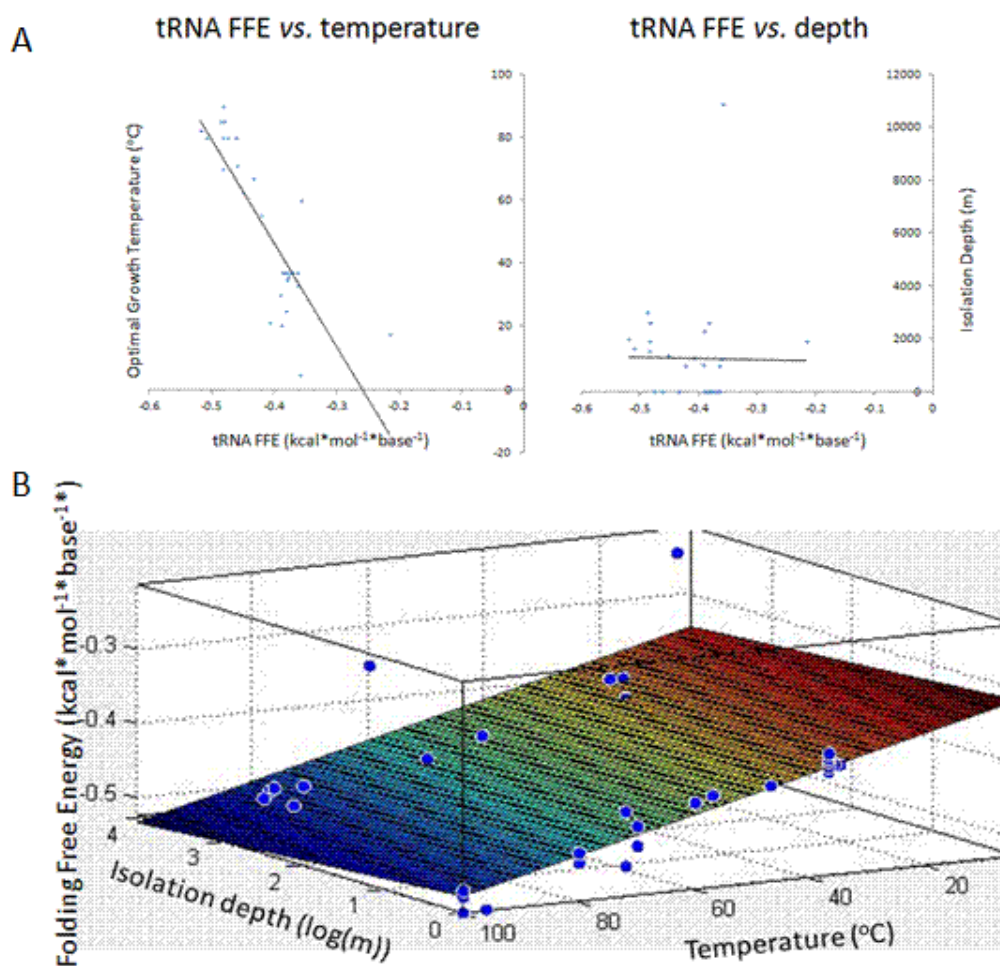 A
tRNA FFE vs. temperature
tRNA FFE vs. depth
Optimal Growth Temperature (°C)
100
80
60
40
20
0
-20
-0.6 -0.5 -0.4 -0.3 -0.2 -0.1 0
tRNA FFE (kcal*mol⁻¹*base⁻¹)
12000
10000
8000
6000
4000
2000
0
Isolation Depth (m)
-0.6 -0.5 -0.4 -0.3 -0.2 -0.1 0
tRNA FFE (kcal*mol⁻¹*base⁻¹)
B
Folding Free Energy (kcal*mol⁻¹*base⁻¹*)
-0.3
-0.4
-0.5
4 3 2 1 0
Isolation depth (log(m))
100 80 60 40 20
Temperature (°C)